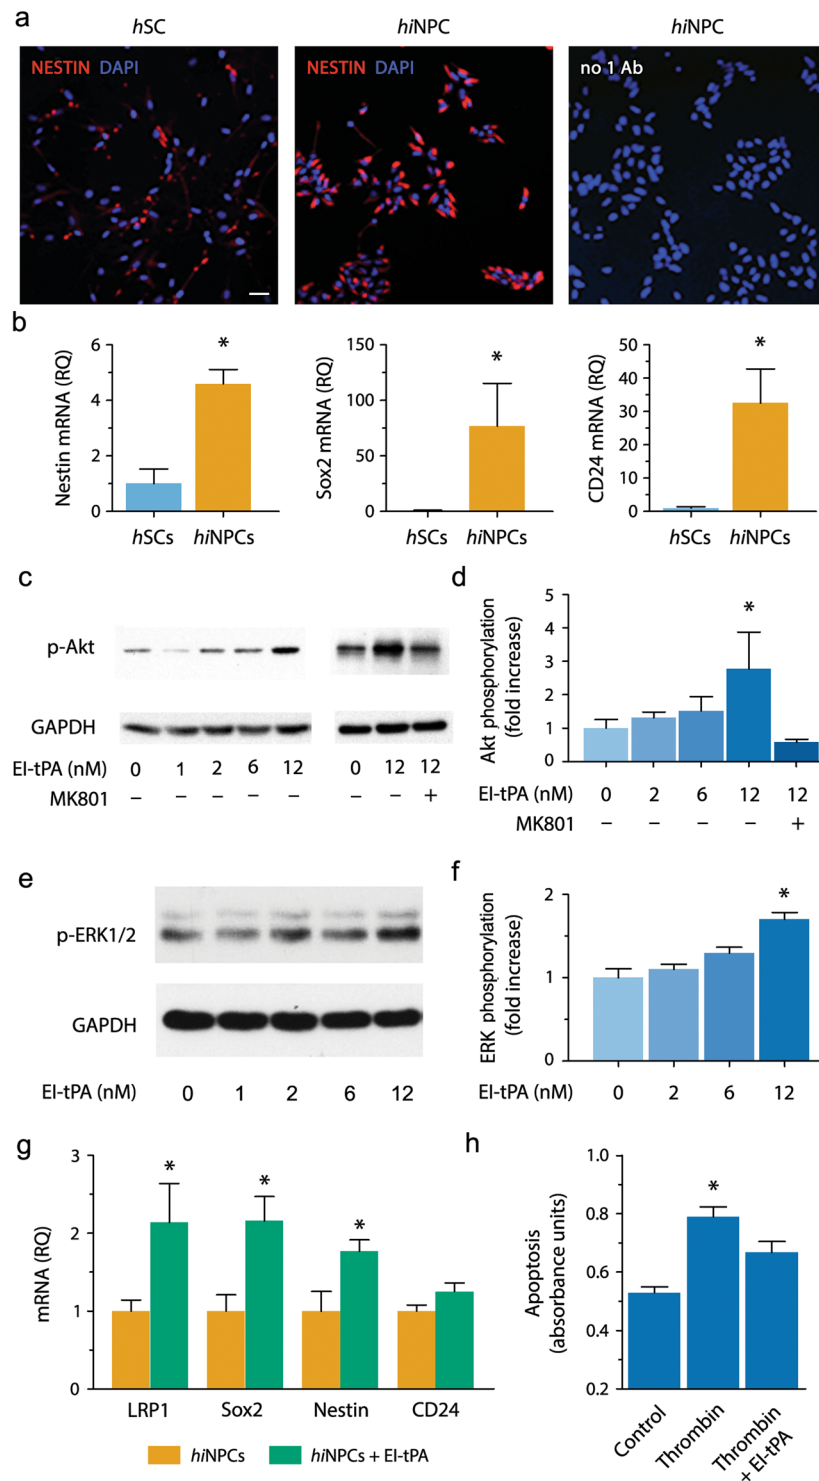 a
hSC
hiNPC
hiNPC
NESTIN DAPI
NESTIN DAPI
no 1 Ab
b
Nestin mRNA (RQ)
6
4
2
0
*
hSCs hiNPCs
Sox2 mRNA (RQ)
150
100
75
50
25
0
*
hSCs hiNPCs
CD24 mRNA (RQ)
50
40
30
20
10
0
*
hSCs hiNPCs
c
p-Akt
GAPDH
EI-tPA (nM) 0 1 2 6 12 0 12 12
MK801 – – – – – – – +
d
Akt phosphorylation
(fold increase)
5
4
3
2
1
0
*
EI-tPA (nM) 0 2 6 12 12
MK801 – – – – +
e
p-ERK1/2
GAPDH
EI-tPA (nM) 0 1 2 6 12
f
ERK phosphorylation
(fold increase)
2
1
0
*
EI-tPA (nM) 0 2 6 12
g
mRNA (RQ)
3
2
1
0
* * *
LRP1 Sox2 Nestin CD24
hiNPCs hiNPCs + EI-tPA
h
Apoptosis
(absorbance units)
1.0
0.8
0.6
0.4
0.2
*
Control
Thrombin
Thrombin
+ EI-tPA